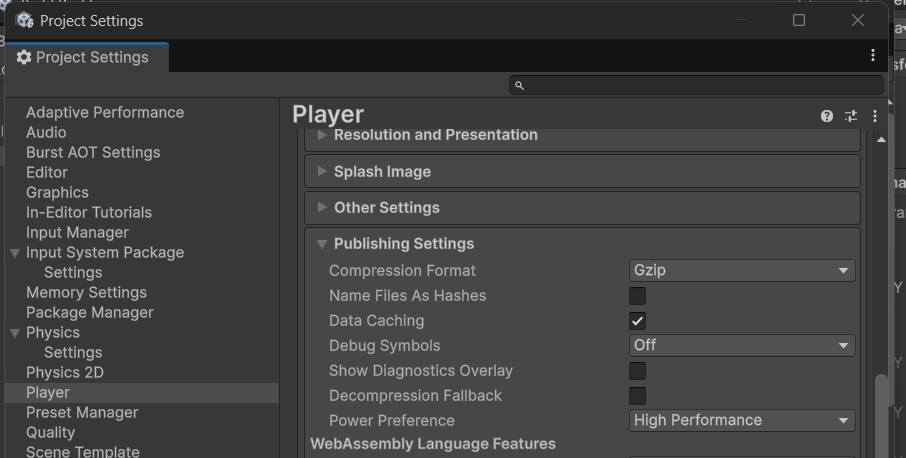 Project Settings
Project Settings
Adaptive Performance
Audio
Burst AOT Settings
Editor
Graphics
In-Editor Tutorials
Input Manager
Input System Package
Settings
Memory Settings
Package Manager
Physics
Settings
Physics 2D
Player
Preset Manager
Quality
Scene Template
Player
Resolution and Presentation
Splash Image
Other Settings
Publishing Settings
Compression Format Gzip
Name Files As Hashes
Data Caching
Debug Symbols Off
Show Diagnostics Overlay
Decompression Fallback
Power Preference High Performance
WebAssembly Language Features